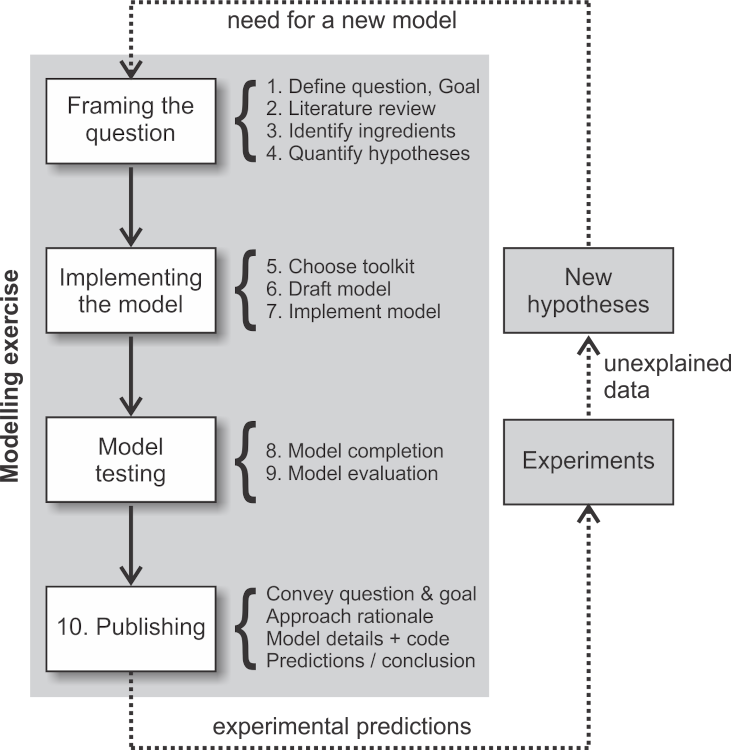 need for a new model
Framing the
question
1. Define question, Goal
2. Literature review
3. Identify ingredients
4. Quantify hypotheses
Implementing
the model
5. Choose toolkit
6. Draft model
7. Implement model
New
hypotheses
unexplained
data
Modelling exercise
Model
testing
8. Model completion
9. Model evaluation
Experiments
10. Publishing
Convey question & goal
Approach rationale
Model details + code
Predictions / conclusion
experimental predictions